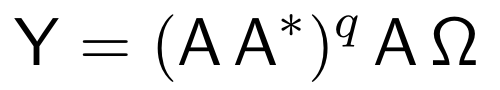 Y = (A A*)^q A Ω